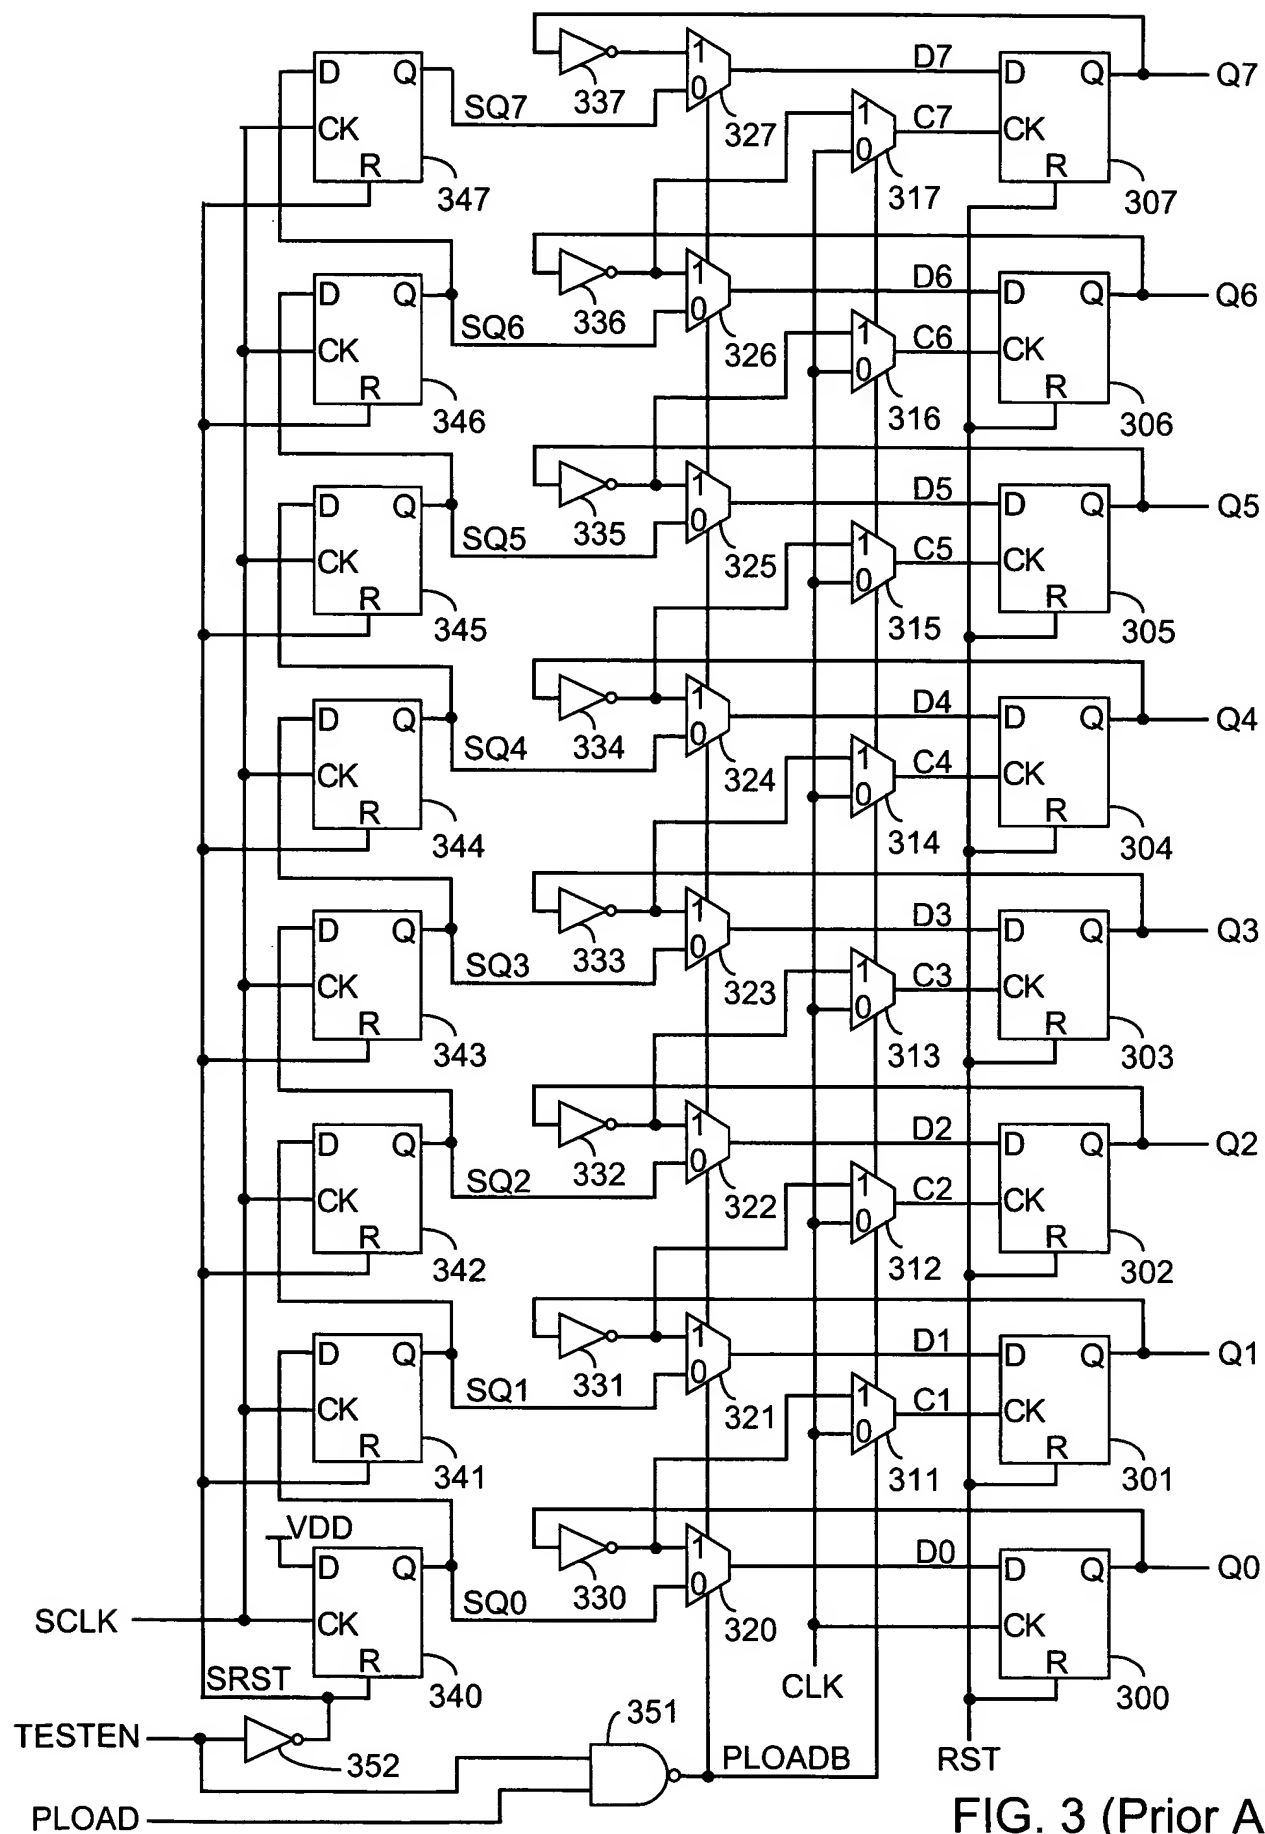 D Q CK R 347 SQ7 337 1 0 327 D7 1 0 317 C7 D Q CK R 307 Q7
D Q CK R 346 SQ6 336 1 0 326 D6 1 0 316 C6 D Q CK R 306 Q6
D Q CK R 345 SQ5 335 1 0 325 D5 1 0 315 C5 D Q CK R 305 Q5
D Q CK R 344 SQ4 334 1 0 324 D4 1 0 314 C4 D Q CK R 304 Q4
D Q CK R 343 SQ3 333 1 0 323 D3 1 0 313 C3 D Q CK R 303 Q3
D Q CK R 342 SQ2 332 1 0 322 D2 1 0 312 C2 D Q CK R 302 Q2
D Q CK R 341 SQ1 331 1 0 321 D1 1 0 311 C1 D Q CK R 301 Q1
VDD D Q CK R 340 SQ0 330 1 0 320 D0 D Q CK R 300 Q0
SCLK
SRST
CLK
TESTEN 352 351 PLOADB RST
PLOAD
FIG. 3 (Prior A